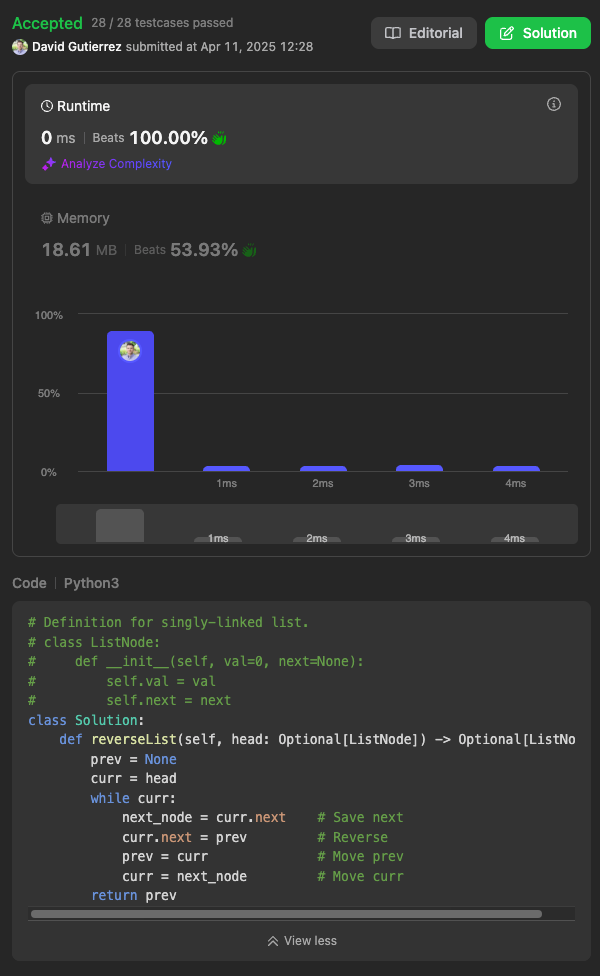 Accepted 28 / 28 testcases passed
David Gutierrez submitted at Apr 11, 2025 12:28
Editorial
Solution
Runtime
0 ms | Beats 100.00%
Analyze Complexity
Memory
18.61 MB | Beats 53.93%
100%
50%
0%
1ms 2ms 3ms 4ms
1ms 2ms 3ms 4ms
Code | Python3
# Definition for singly-linked list.
# class ListNode:
#     def __init__(self, val=0, next=None):
#         self.val = val
#         self.next = next
class Solution:
    def reverseList(self, head: Optional[ListNode]) -> Optional[ListNo
        prev = None
        curr = head
        while curr:
            next_node = curr.next    # Save next
            curr.next = prev         # Reverse
            prev = curr              # Move prev
            curr = next_node         # Move curr
        return prev
View less